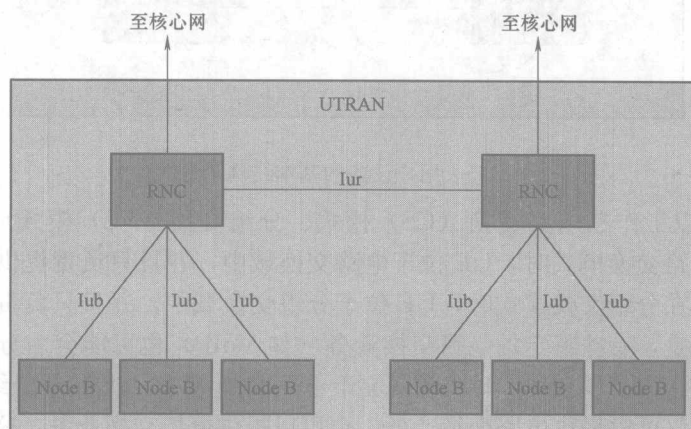 至核心网 至核心网
UTRAN
RNC Iur RNC
Iub Iub Iub Iub Iub Iub
Node B Node B Node B Node B Node B Node B